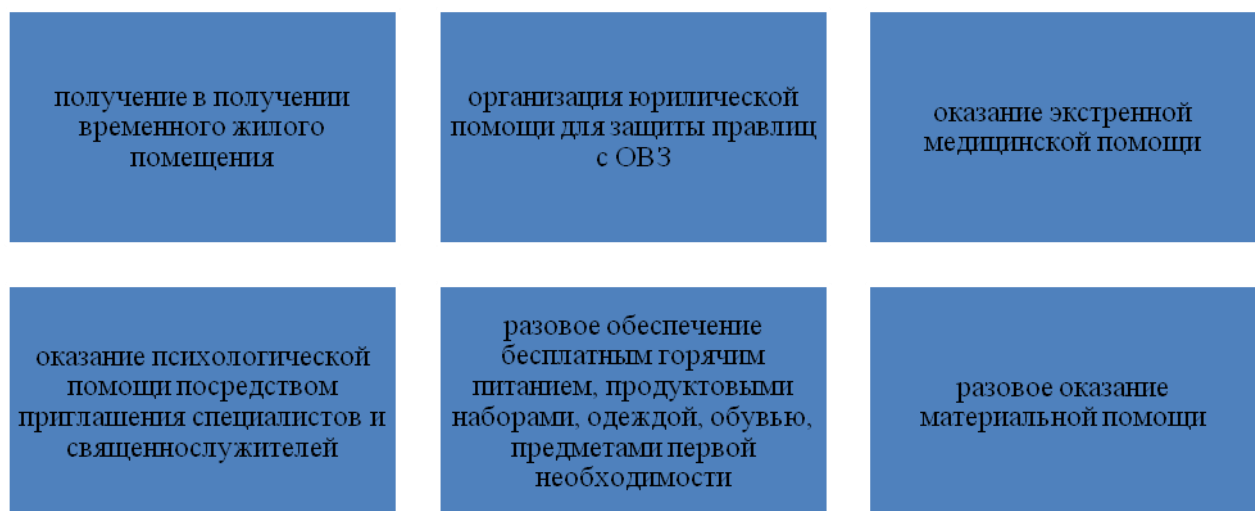 получение в получении
временного жилого
помещения
организация юрилической
помощи для защиты правлиц
с ОВЗ
оказание экстренной
медицинской помощи
оказание психологической
помощи посредством
приглашения специалистов и
священнослужителей
разовое обеспечение
бесплатным горячим
питанием, продуктовыми
наборами, одеждой, обувью,
предметами первой
необходимости
разовое оказание
материальной помощи